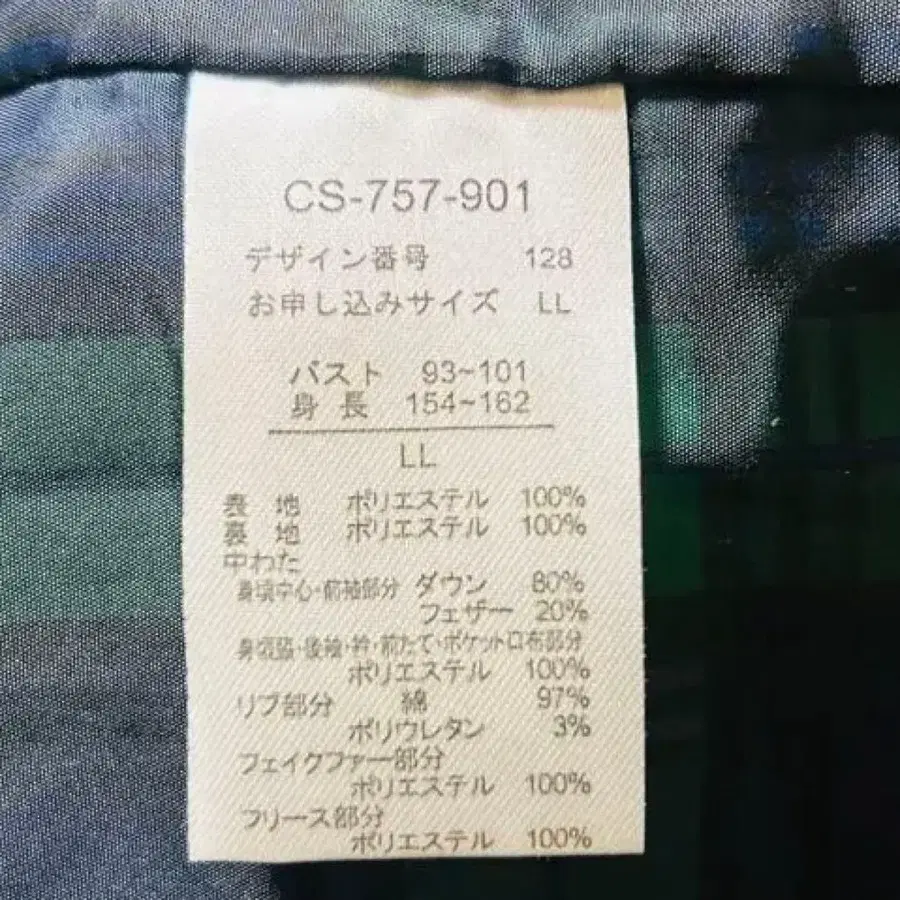 CS-757-901
デザイン番号 128
お申し込みサイズ LL
バスト 93~101
身長 154~162
LL
表 地 ポリエステル 100%
裏 地 ポリエステル 100%
中わた
身頃中心・前袖部分 ダウン 80%
フェザー 20%
身頃脇・後袖・衿・前たて・ポケット口布部分
ポリエステル 100%
リブ部分 綿 97%
ポリウレタン 3%
フェイクファー部分
ポリエステル 100%
フリース部分
ポリエステル 100%